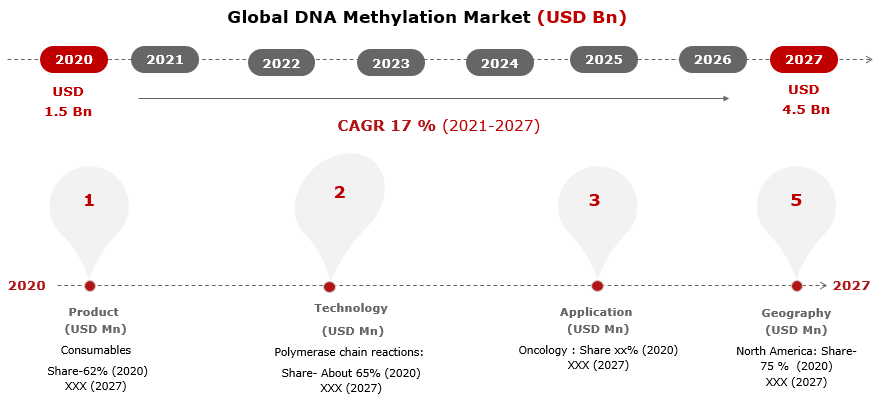 Global DNA Methylation Market (USD Bn)
2020 2021 2022 2023 2024 2025 2026 2027
USD
1.5 Bn
USD
4.5 Bn
CAGR 17 % (2021-2027)
1 2 3 5
2020 2027
Product
(USD Mn)
Consumables
Share-62% (2020)
XXX (2027)
Technology
(USD Mn)
Polymerase chain reactions:
Share- About 65% (2020)
XXX (2027)
Application
(USD Mn)
Oncology : Share xx% (2020)
XXX (2027)
Geography
(USD Mn)
North America: Share-
75 % (2020)
XXX (2027)